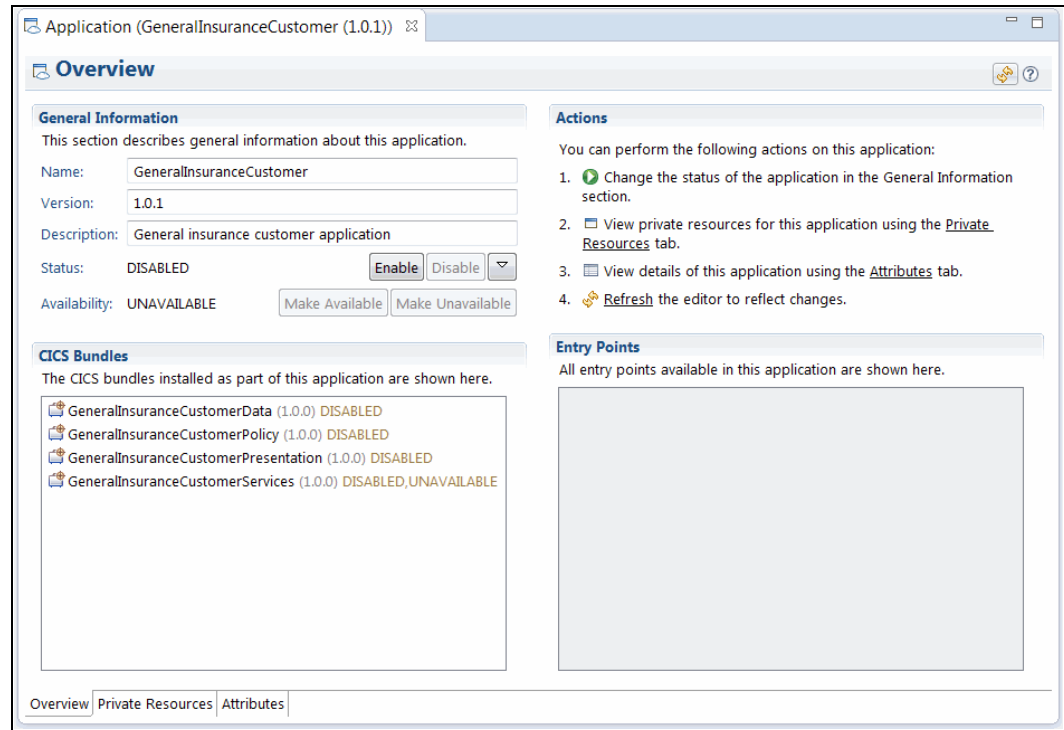 Application (GeneralInsuranceCustomer (1.0.1))
Overview
General Information
This section describes general information about this application.
Name: GeneralInsuranceCustomer
Version: 1.0.1
Description: General insurance customer application
Status: DISABLED Enable Disable
Availability: UNAVAILABLE Make Available Make Unavailable
CICS Bundles
The CICS bundles installed as part of this application are shown here.
GeneralInsuranceCustomerData (1.0.0) DISABLED
GeneralInsuranceCustomerPolicy (1.0.0) DISABLED
GeneralInsuranceCustomerPresentation (1.0.0) DISABLED
GeneralInsuranceCustomerServices (1.0.0) DISABLED,UNAVAILABLE
Actions
You can perform the following actions on this application:
1. Change the status of the application in the General Information
section.
2. View private resources for this application using the Private
Resources tab.
3. View details of this application using the Attributes tab.
4. Refresh the editor to reflect changes.
Entry Points
All entry points available in this application are shown here.
Overview Private Resources Attributes